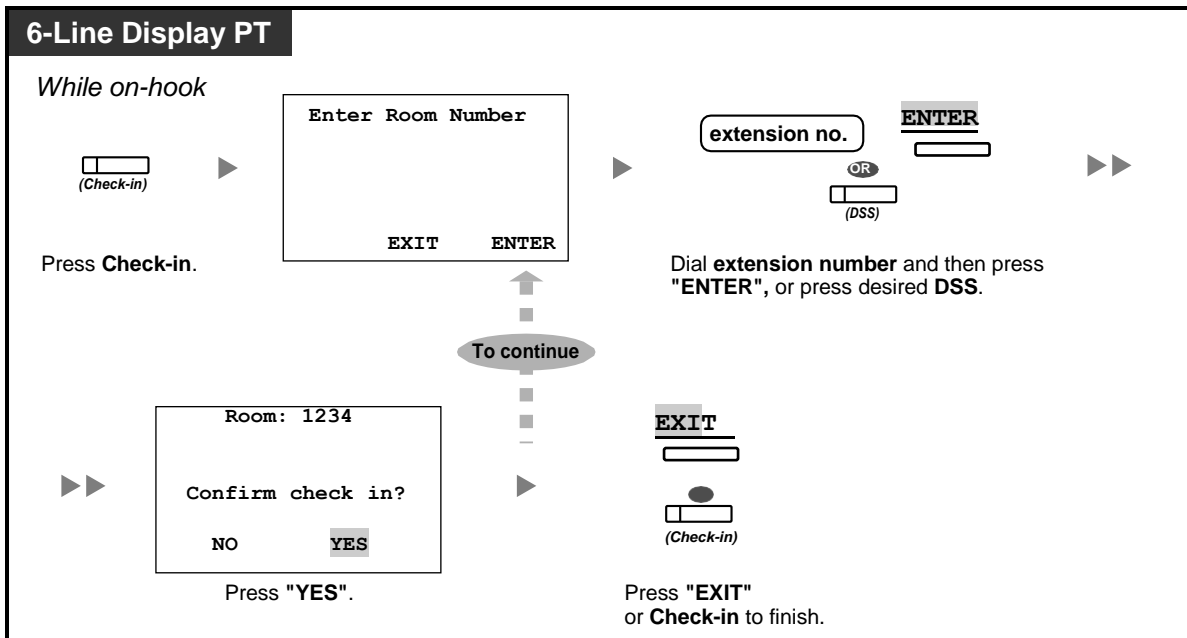 6-Line Display PT
While on-hook
(Check-in)
Press Check-in.
Enter Room Number
EXIT ENTER
extension no.
ENTER
OR
(DSS)
Dial extension number and then press
"ENTER", or press desired DSS.
To continue
Room: 1234
Confirm check in?
NO YES
Press "YES".
EXIT
(Check-in)
Press "EXIT"
or Check-in to finish.